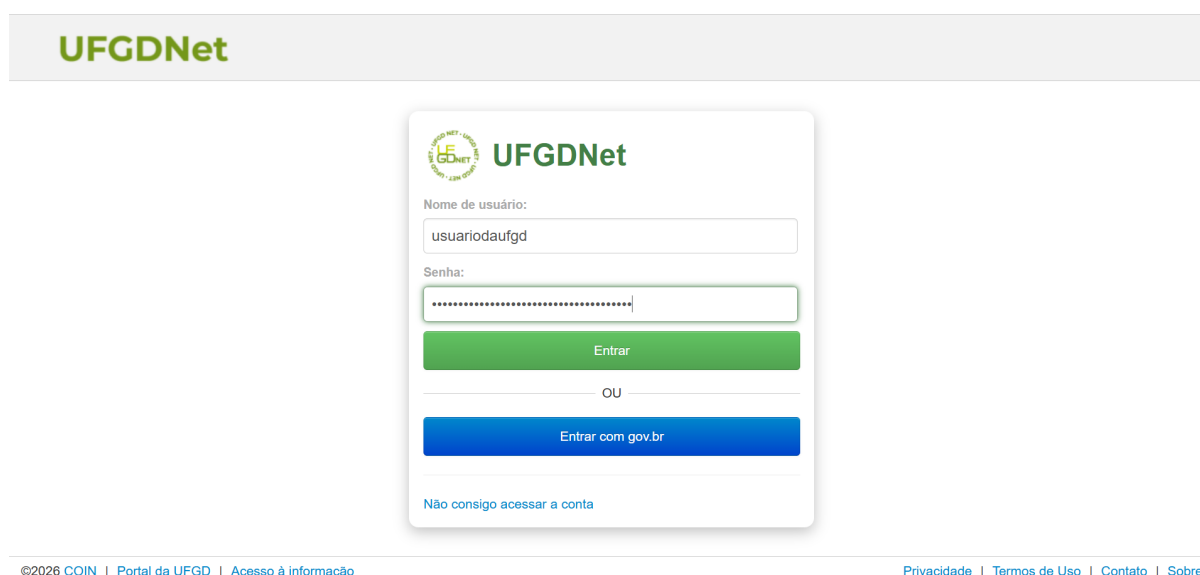 UFGDNet
UFGDNet
Nome de usuário:
usuariodaufgd
Senha:
Entrar
OU
Entrar com gov.br
Não consigo acessar a conta
©2026 COIN | Portal da UFGD | Acesso à informação
Privacidade | Termos de Uso | Contato | Sobre